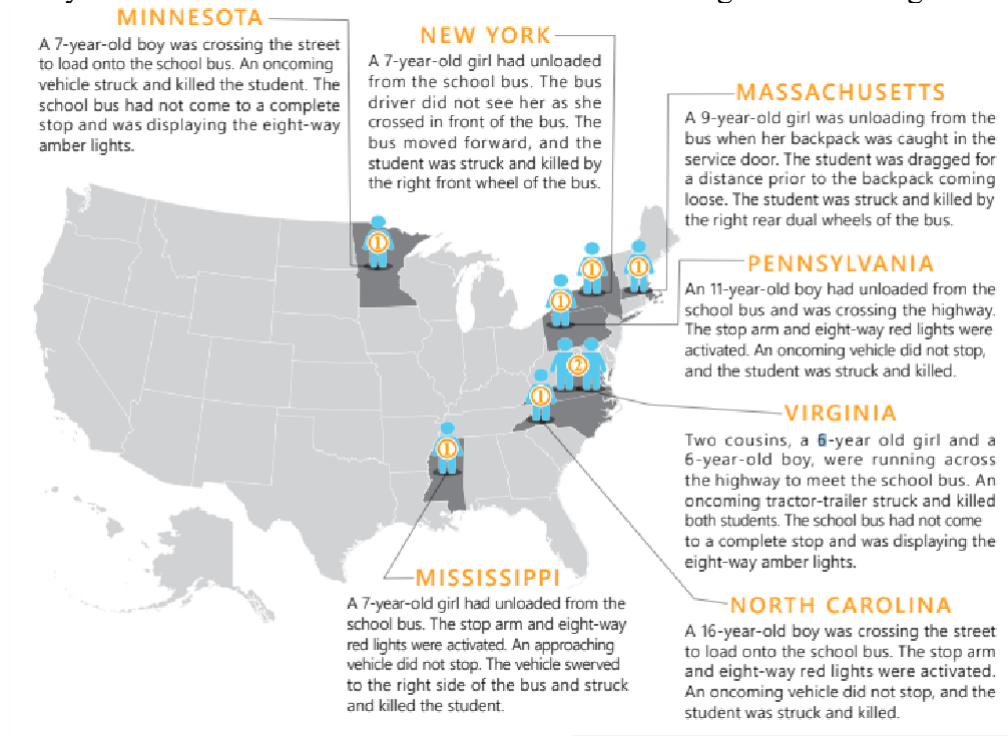 MINNESOTA
A 7-year-old boy was crossing the street
to load onto the school bus. An oncoming
vehicle struck and killed the student. The
school bus had not come to a complete
stop and was displaying the eight-way
amber lights.
NEW YORK
A 7-year-old girl had unloaded
from the school bus. The bus
driver did not see her as she
crossed in front of the bus. The
bus moved forward, and the
student was struck and killed by
the right front wheel of the bus.
MASSACHUSETTS
A 9-year-old girl was unloading from the
bus when her backpack was caught in the
service door. The student was dragged for
a distance prior to the backpack coming
loose. The student was struck and killed by
the right rear dual wheels of the bus.
1
1
1
1
2
1
1
PENNSYLVANIA
An 11-year-old boy had unloaded from the
school bus and was crossing the highway.
The stop arm and eight-way red lights were
activated. An oncoming vehicle did not stop,
and the student was struck and killed.
VIRGINIA
Two cousins, a 6-year old girl and a
6-year-old boy, were running across
the highway to meet the school bus. An
oncoming tractor-trailer struck and killed
both students. The school bus had not come
to a complete stop and was displaying the
eight-way amber lights.
MISSISSIPPI
A 7-year-old girl had unloaded from the
school bus. The stop arm and eight-way
red lights were activated. An approaching
vehicle did not stop. The vehicle swerved
to the right side of the bus and struck
and killed the student.
NORTH CAROLINA
A 16-year-old boy was crossing the street
to load onto the school bus. The stop arm
and eight-way red lights were activated.
An oncoming vehicle did not stop, and the
student was struck and killed.